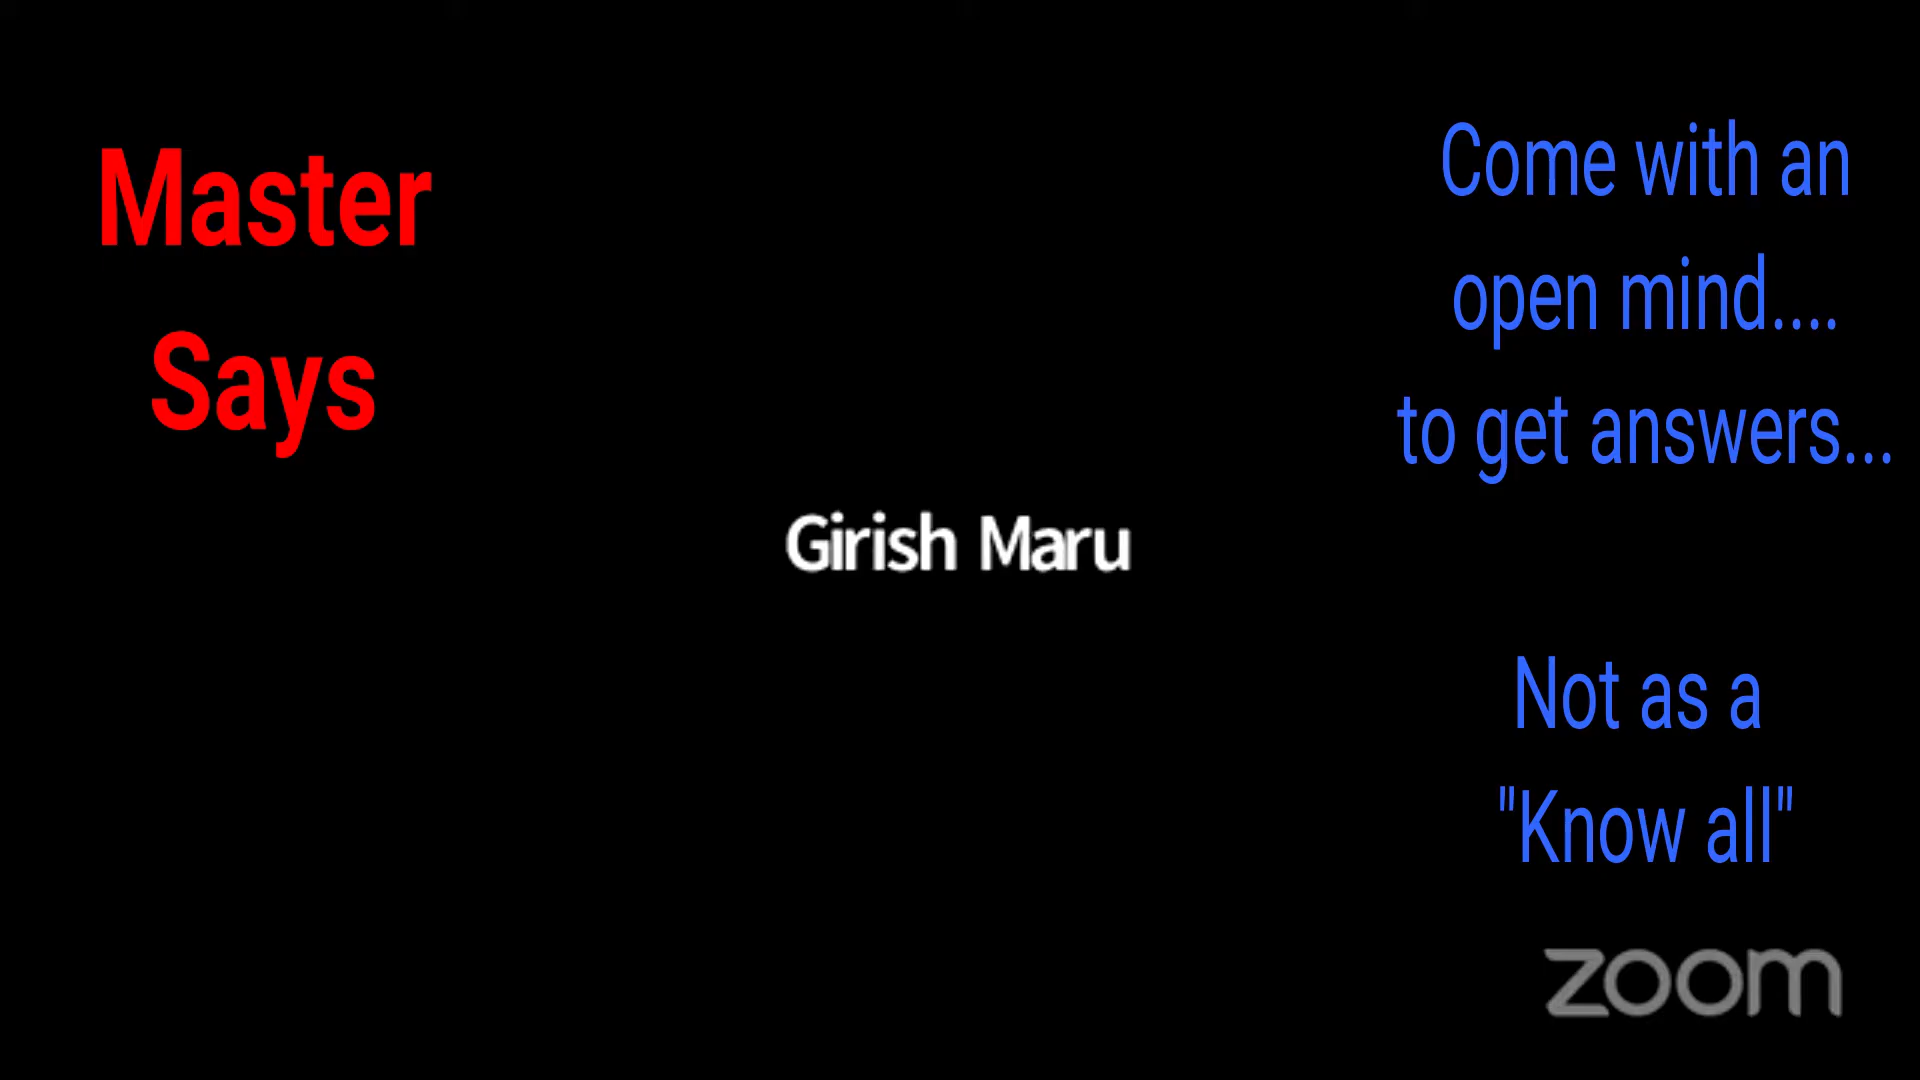 Master
Says
Come with an
open mind....
to get answers...
Girish Maru
Not as a
"Know all"
zoom